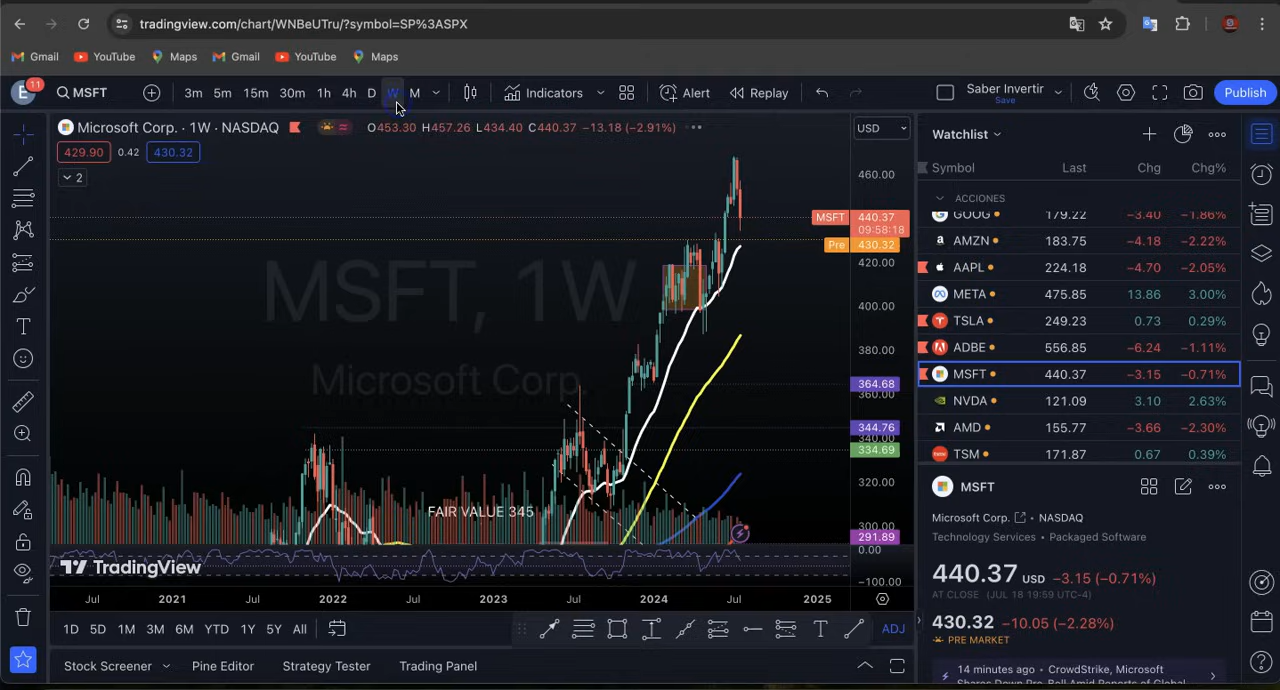 tradingview.com/chart/WNBeUTru/?symbol=SP%3ASPX
Gmail YouTube Maps Gmail YouTube Maps
E 11 MSFT 3m 5m 15m 30m 1h 4h D W M Indicators Alert Replay Saber Invertir Save Publish
Microsoft Corp. · 1W · NASDAQ O453.30 H457.26 L434.40 C440.37 −13.18 (−2.91%) USD
429.90 0.42 430.32
2
460.00
MSFT 440.37
09:58:18
Pre 430.32
420.00
400.00
380.00
364.68
360.00
344.76
340.00
334.69
320.00
300.00
291.89
0.00
−100.00
MSFT, 1W
Microsoft Corp.
FAIR VALUE 345
TradingView
Jul 2021 Jul 2022 Jul 2023 Jul 2024 Jul 2025
1D 5D 1M 3M 6M YTD 1Y 5Y All T ADJ
Stock Screener Pine Editor Strategy Tester Trading Panel
Watchlist
Symbol Last Chg Chg%
ACCIONES
GOOG 179.22 −3.40 −1.86%
AMZN 183.75 −4.18 −2.22%
AAPL 224.18 −4.70 −2.05%
META 475.85 13.86 3.00%
TSLA 249.23 0.73 0.29%
ADBE 556.85 −6.24 −1.11%
MSFT 440.37 −3.15 −0.71%
NVDA 121.09 3.10 2.63%
AMD 155.77 −3.66 −2.30%
TSM 171.87 0.67 0.39%
MSFT
Microsoft Corp. NASDAQ
Technology Services • Packaged Software
440.37 USD −3.15 (−0.71%)
AT CLOSE (JUL 18 19:59 UTC-4)
430.32 −10.05 (−2.28%)
PRE MARKET
14 minutes ago • CrowdStrike, Microsoft
Shares Down Pre-Bell Amid Reports of Global